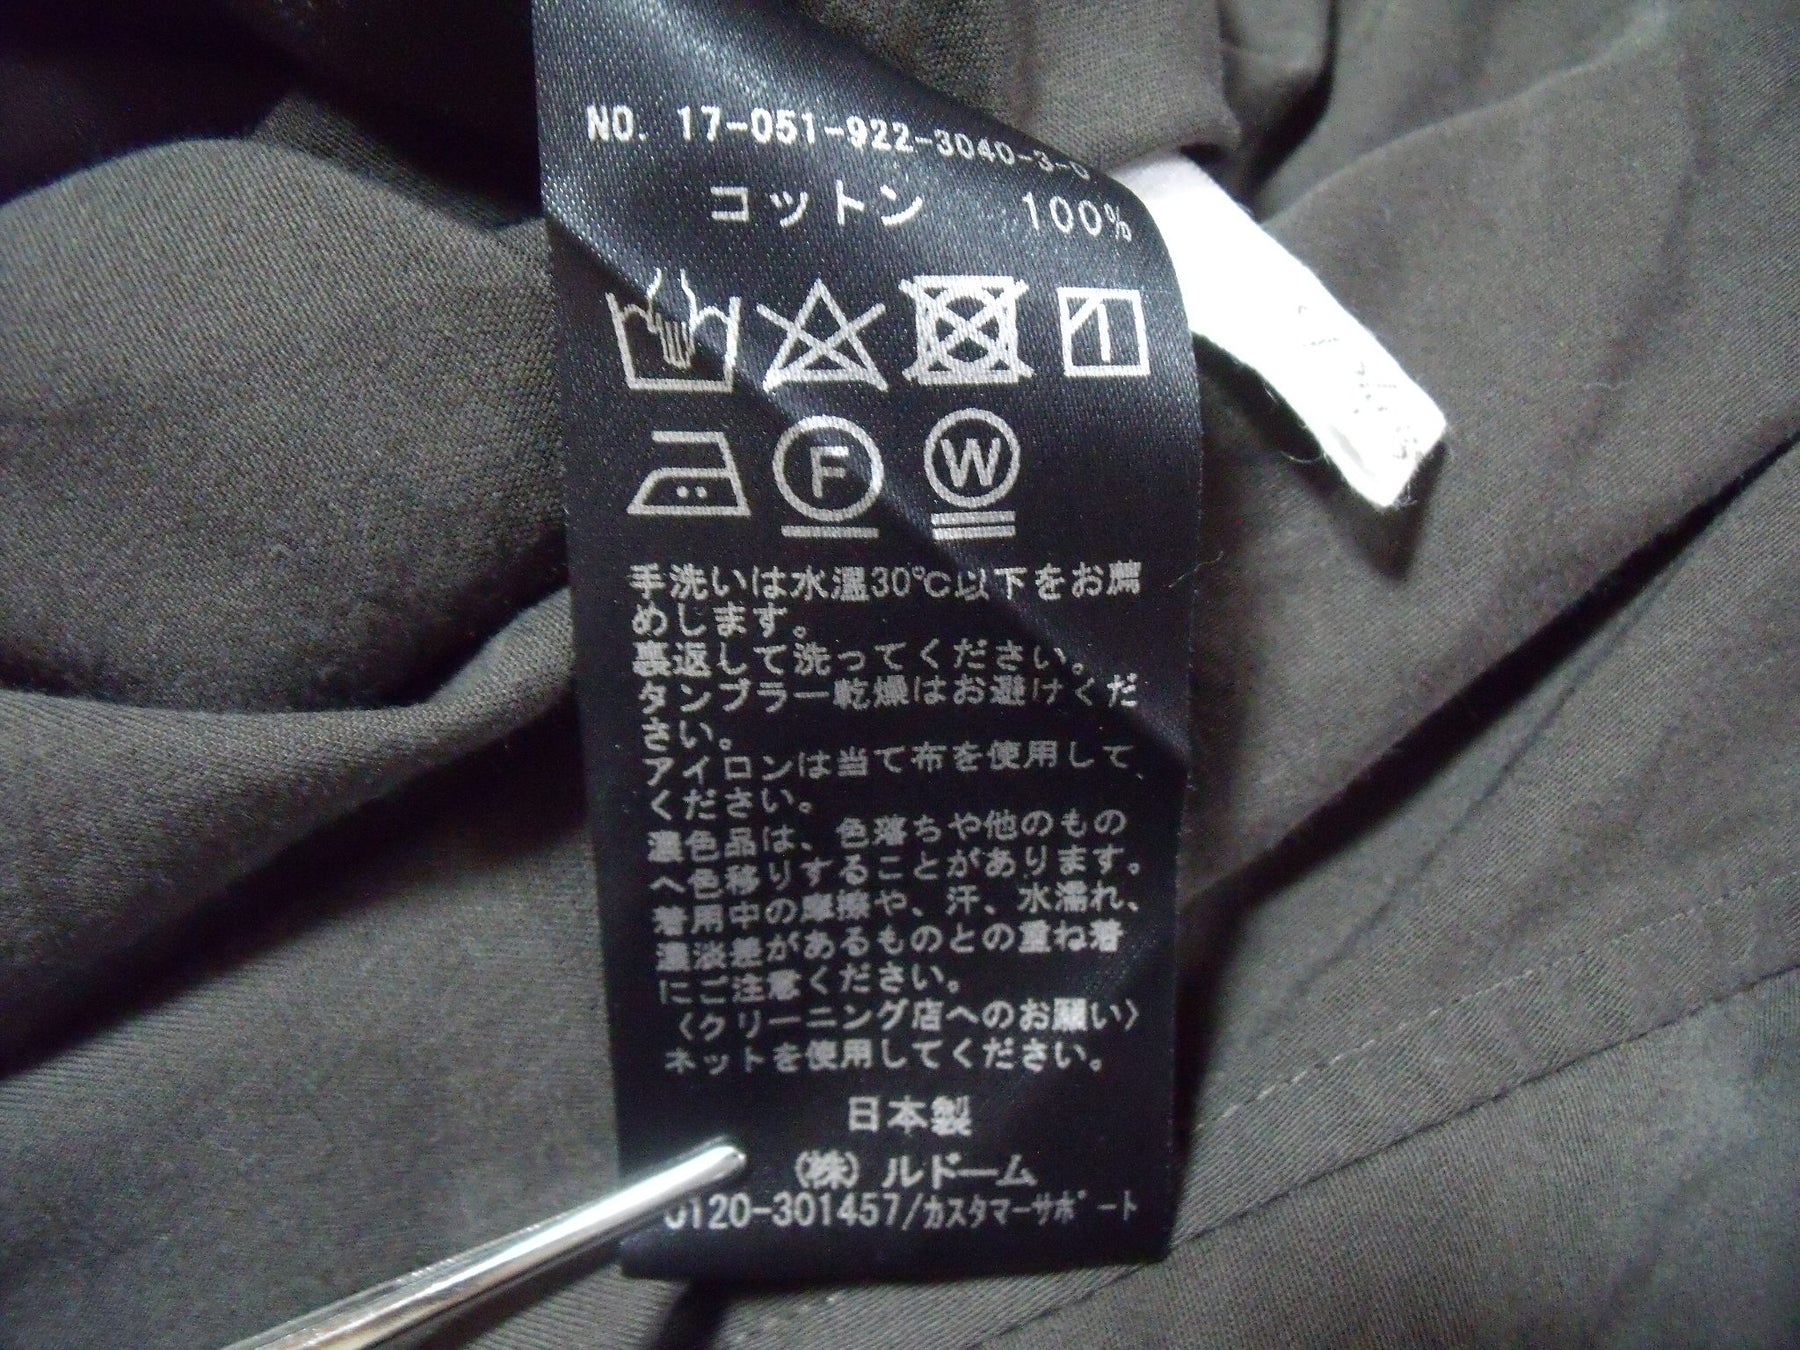 NO. 17-051-922-3040-3-0
コットン 100%
F W
手洗いは水温30℃以下をお薦
めします。
裏返して洗ってください。
タンブラー乾燥はお避けくだ
さい。
アイロンは当て布を使用して
ください。
濃色品は、色落ちや他のもの
へ色移りすることがあります。
着用中の摩擦や、汗、水濡れ、
濃淡差があるものとの重ね着
にご注意ください。
〈クリーニング店へのお願い〉
ネットを使用してください。
日本製
(株) ルドーム
0120-301457/カスタマーサポート